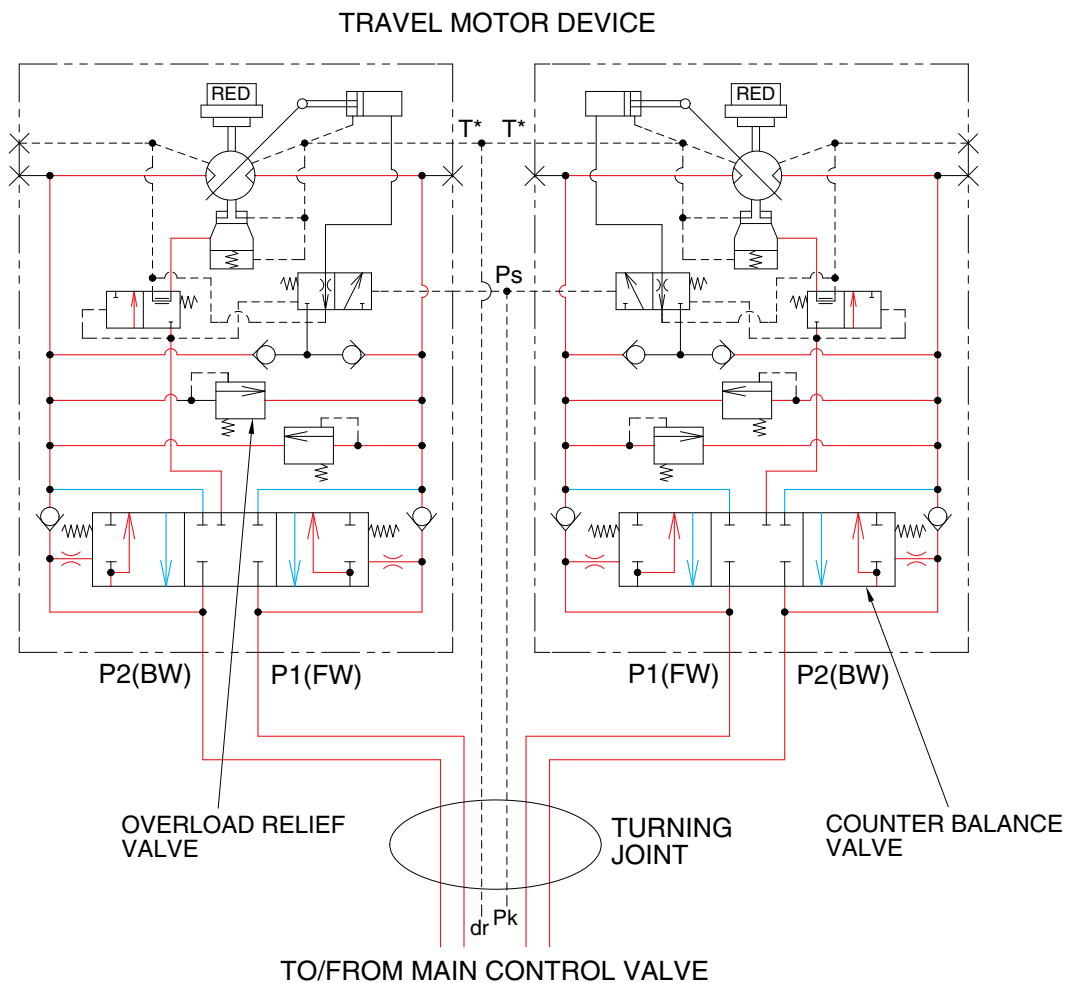 TRAVEL MOTOR DEVICE
RED
RED
T*
T*
Ps
P2(BW)
P1(FW)
P1(FW)
P2(BW)
OVERLOAD RELIEF
VALVE
TURNING
JOINT
COUNTER BALANCE
VALVE
dr
Pk
TO/FROM MAIN CONTROL VALVE